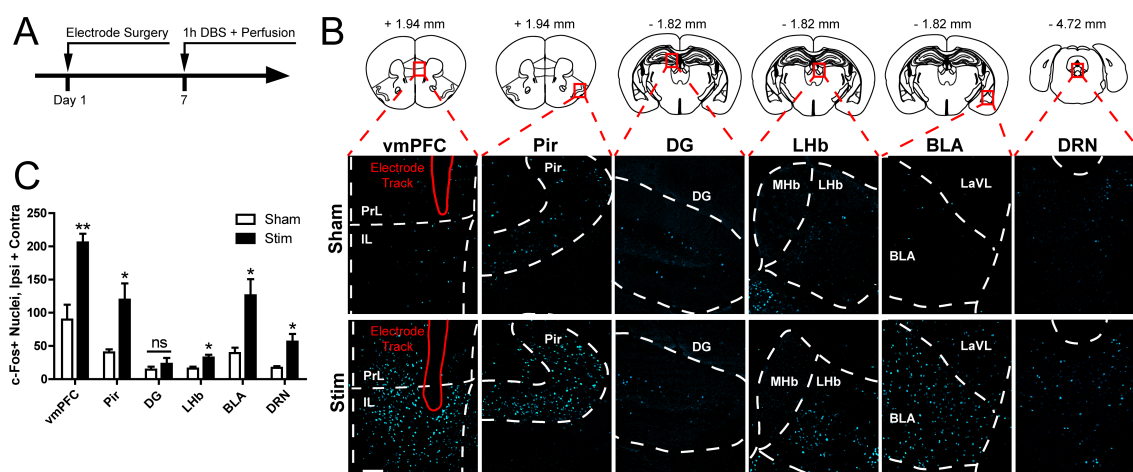 A
Electrode Surgery
1h DBS + Perfusion
Day 1
7
B
+ 1.94 mm
+ 1.94 mm
- 1.82 mm
- 1.82 mm
- 1.82 mm
- 4.72 mm
vmPFC
Pir
DG
LHb
BLA
DRN
Sham
Electrode
Track
PrL
IL
Pir
DG
MHb
LHb
LaVL
BLA
Stim
Electrode
Track
PrL
IL
Pir
DG
MHb
LHb
LaVL
BLA
C
c-Fos+ Nuclei, Ipsi + Contra
250
200
150
100
50
0
Sham
Stim
**
*
ns
*
*
*
vmPFC
Pir
DG
LHb
BLA
DRN